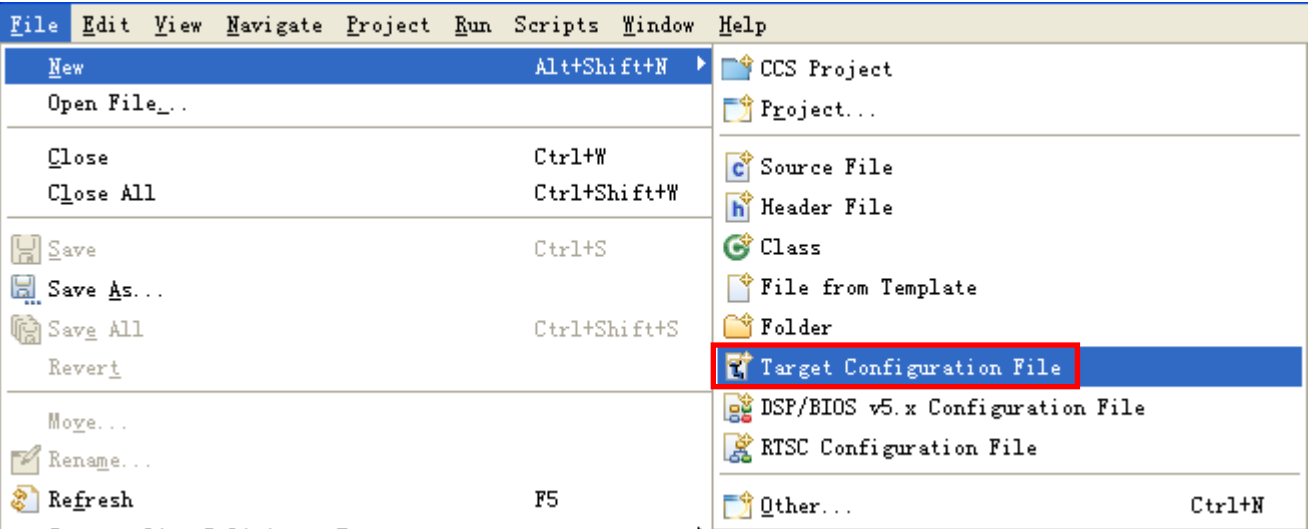 File Edit View Navigate Project Run Scripts Window Help
New Alt+Shift+N
Open File...
Close Ctrl+W
Close All Ctrl+Shift+W
Save Ctrl+S
Save As...
Save All Ctrl+Shift+S
Revert
Move...
Rename...
Refresh F5
CCS Project
Project...
Source File
Header File
Class
File from Template
Folder
Target Configuration File
DSP/BIOS v5.x Configuration File
RTSC Configuration File
Other... Ctrl+N